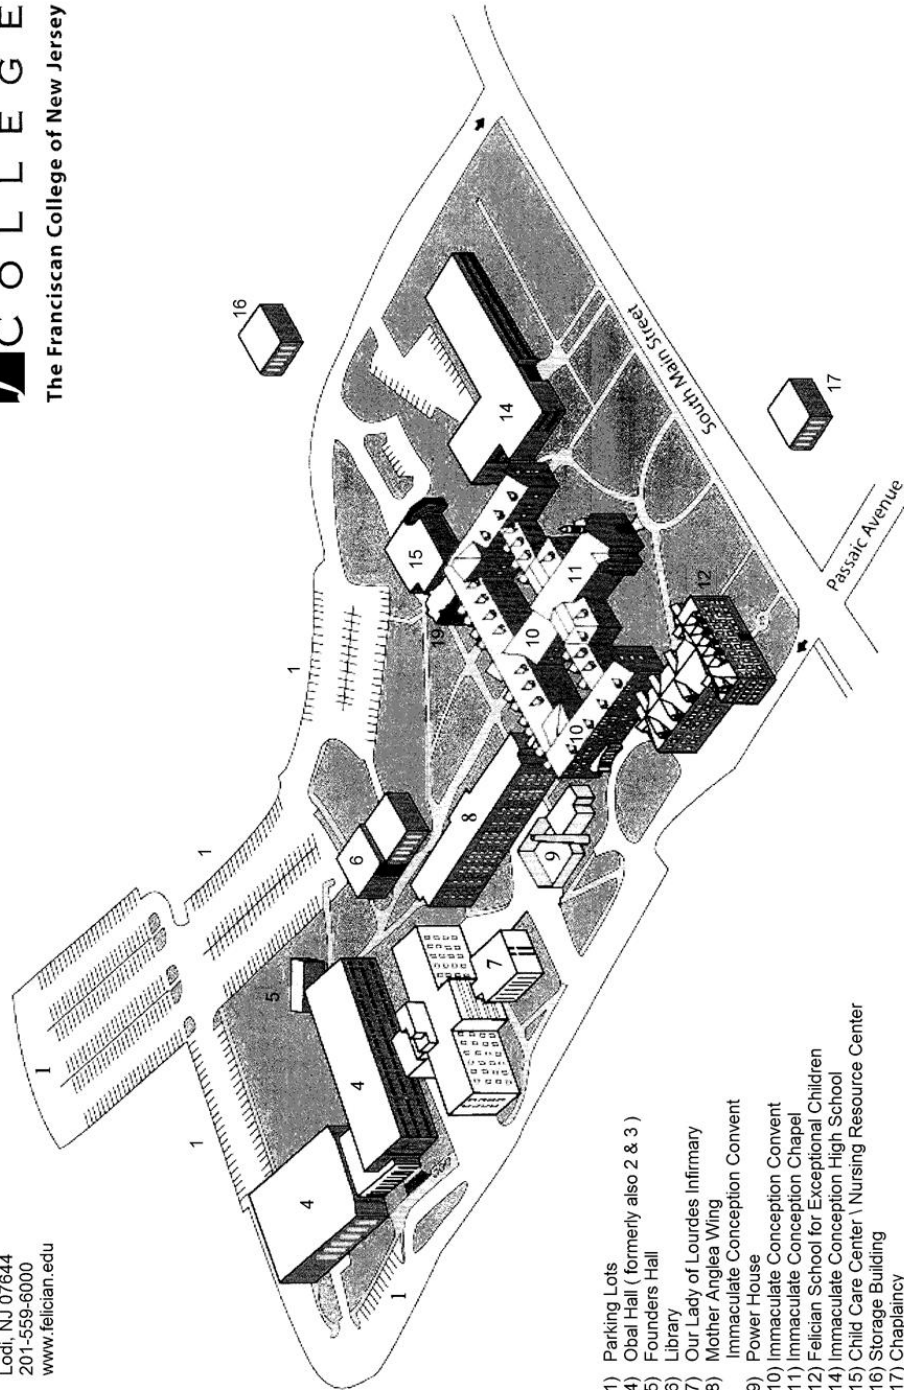 COLLEGE
The Franciscan College of New Jersey
Lodi, NJ 07644
201-559-6000
www.felician.edu
1
1
1
1
1
4
4
5
6
7
8
9
10
10
11
12
14
15
16
17
19
South Main Street
Passaic Avenue
1) Parking Lots
4) Obal Hall ( formerly also 2 & 3 )
5) Founders Hall
6) Library
7) Our Lady of Lourdes Infirmary
8) Mother Anglea Wing
Immaculate Conception Convent
9) Power House
10) Immaculate Conception Convent
11) Immaculate Conception Chapel
12) Felician School for Exceptional Children
14) Immaculate Conception High School
15) Child Care Center \ Nursing Resource Center
16) Storage Building
17) Chaplaincy